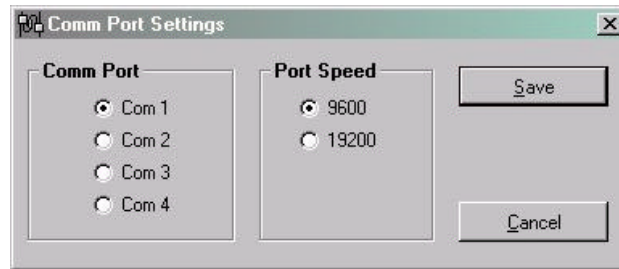 Comm Port Settings
Comm Port
Com 1
Com 2
Com 3
Com 4
Port Speed
9600
19200
Save
Cancel